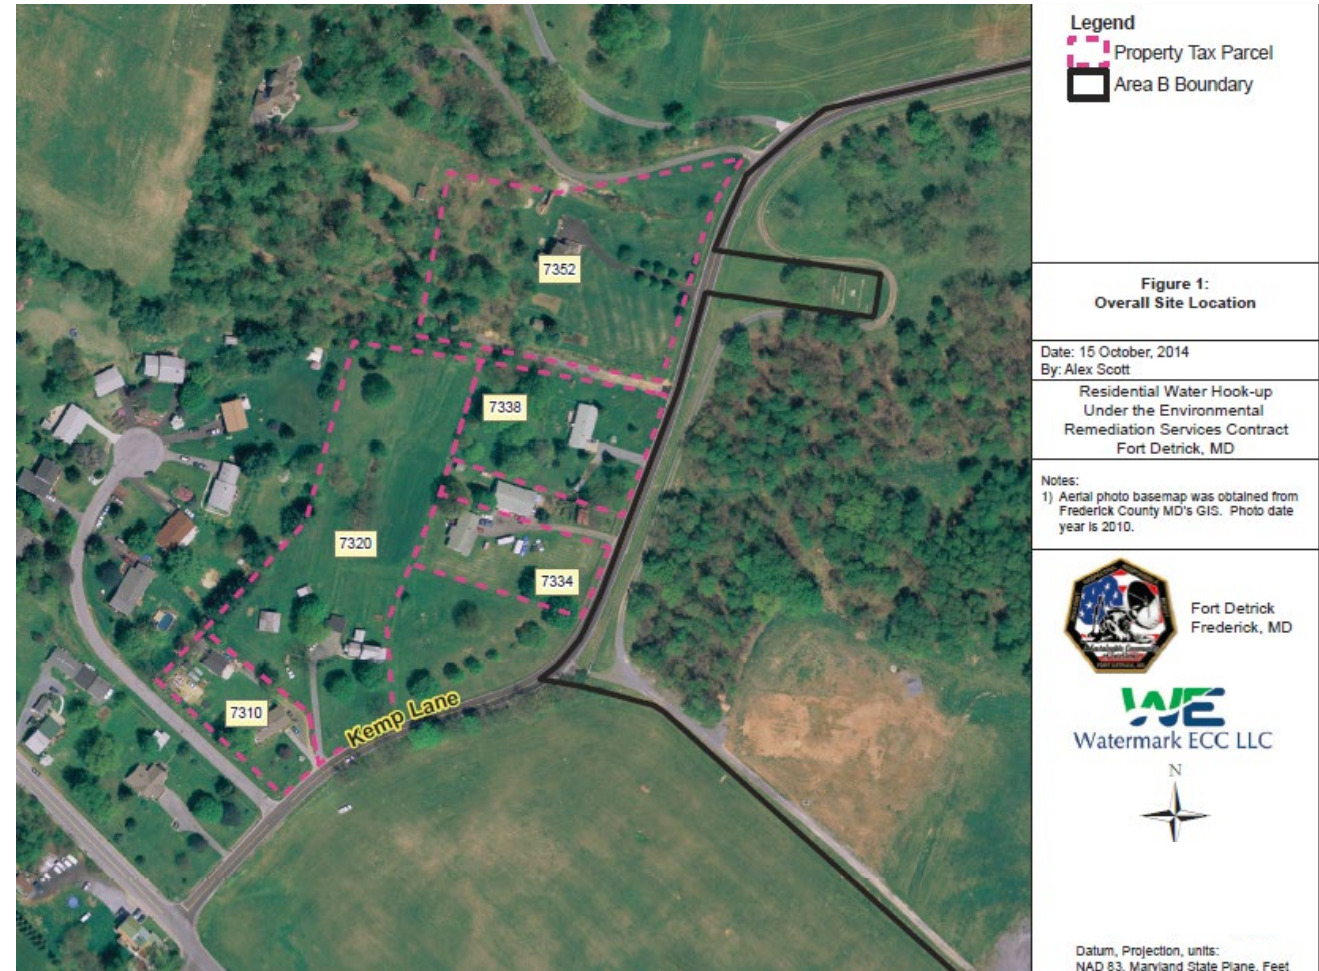 Legend
Property Tax Parcel
Area B Boundary
7352
7338
7320
7334
7310
Kemp Lane
Figure 1:
Overall Site Location
Date: 15 October, 2014
By: Alex Scott
Residential Water Hook-up
Under the Environmental
Remediation Services Contract
Fort Detrick, MD
Notes:
1) Aerial photo basemap was obtained from
Frederick County MD's GIS. Photo date
year is 2010.
Fort Detrick
Frederick, MD
FORT DETRICK, MD
WE
Watermark ECC LLC
N
Datum, Projection, units:
NAD 83, Maryland State Plane, Feet